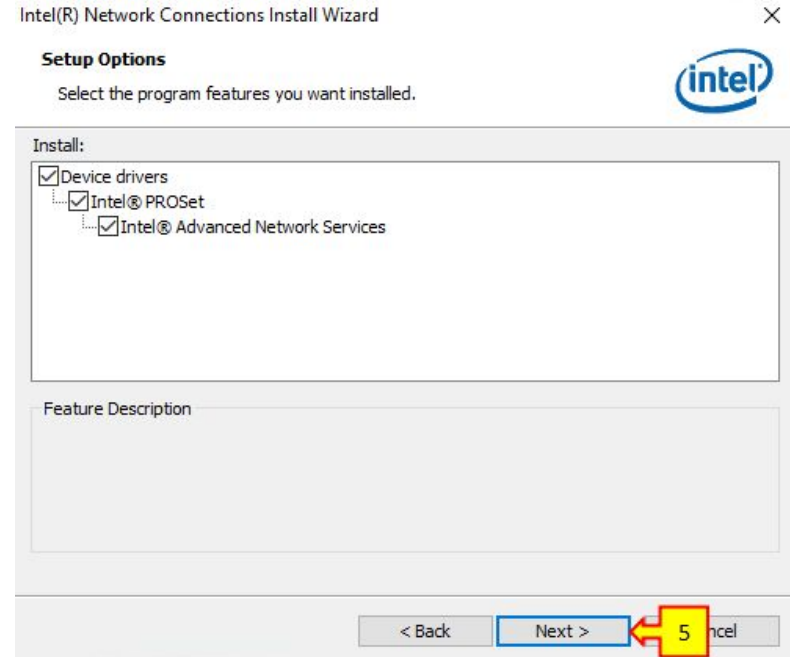 Intel(R) Network Connections Install Wizard
Setup Options
Select the program features you want installed.
intel
Install:
Device drivers
Intel® PROSet
Intel® Advanced Network Services
Feature Description
< Back
Next >
5
ncel